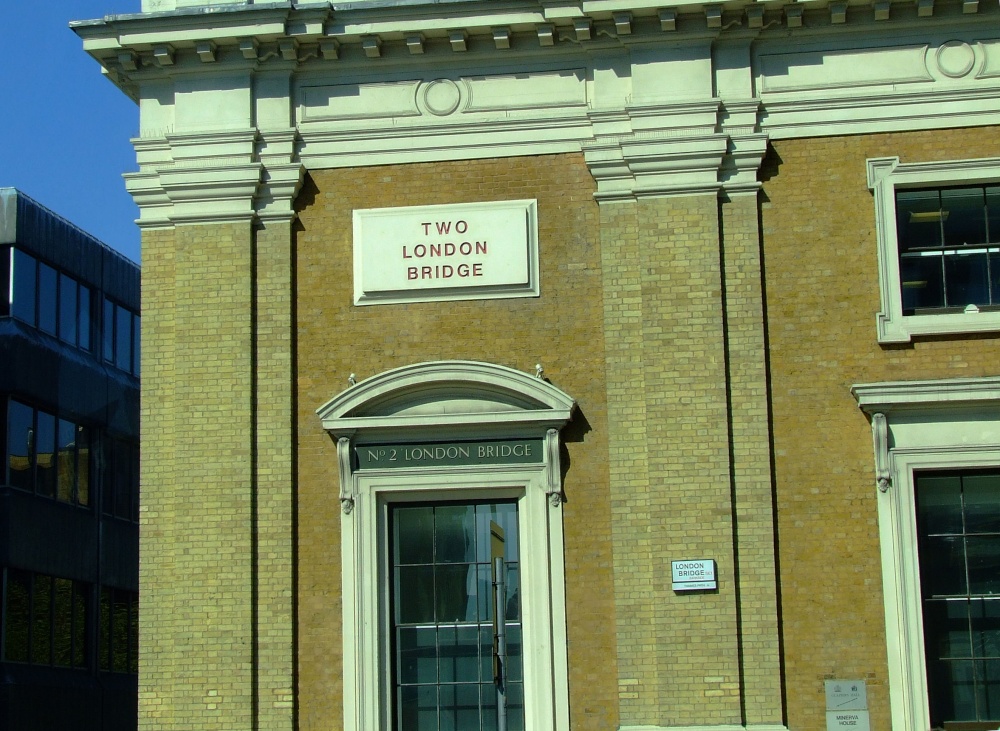 TWO
LONDON
BRIDGE
Nº 2 LONDON BRIDGE
LONDON
BRIDGE
MINERVA
HOUSE